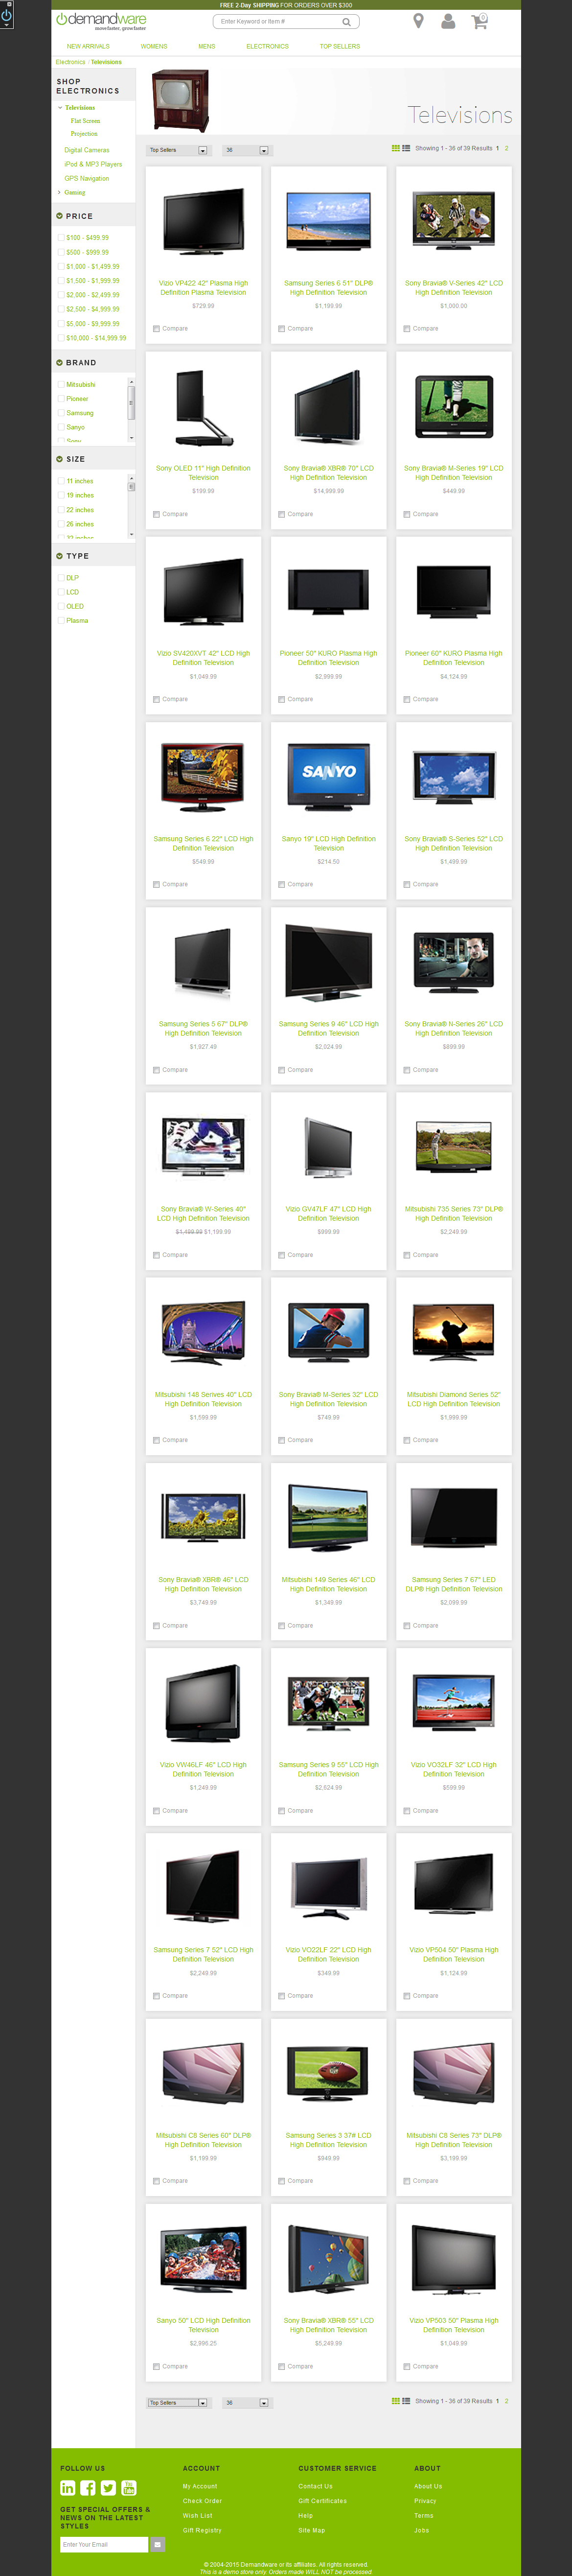 FREE 2-Day SHIPPING FOR ORDERS OVER $300
demandware
move faster, grow faster
Enter Keyword or Item #
0
NEW ARRIVALS WOMENS MENS ELECTRONICS TOP SELLERS
Electronics / Televisions
SHOP
ELECTRONICS
Televisions
Flat Screen
Projection
Digital Cameras
iPod & MP3 Players
GPS Navigation
Gaming
PRICE
$100 - $499.99
$500 - $999.99
$1,000 - $1,499.99
$1,500 - $1,999.99
$2,000 - $2,499.99
$2,500 - $4,999.99
$5,000 - $9,999.99
$10,000 - $14,999.99
BRAND
Mitsubishi
Pioneer
Samsung
Sanyo
Sony
SIZE
11 inches
19 inches
22 inches
26 inches
32 inches
TYPE
DLP
LCD
OLED
Plasma
Televisions
Top Sellers 36 Showing 1 - 36 of 39 Results 1 2
Vizio VP422 42" Plasma High
Definition Plasma Television
$729.99
Compare
Samsung Series 6 51" DLP®
High Definition Television
$1,199.99
Compare
Sony Bravia® V-Series 42" LCD
High Definition Television
$1,000.00
Compare
Sony OLED 11" High Definition
Television
$199.99
Compare
Sony Bravia® XBR® 70" LCD
High Definition Television
$14,999.99
Compare
Sony Bravia® M-Series 19" LCD
High Definition Television
$449.99
Compare
Vizio SV420XVT 42" LCD High
Definition Television
$1,049.99
Compare
Pioneer 50" KURO Plasma High
Definition Television
$2,999.99
Compare
Pioneer 60" KURO Plasma High
Definition Television
$4,124.99
Compare
Samsung Series 6 22" LCD High
Definition Television
$549.99
Compare
SANYO
Sanyo 19" LCD High Definition
Television
$214.50
Compare
Sony Bravia® S-Series 52" LCD
High Definition Television
$1,499.99
Compare
Samsung Series 5 67" DLP®
High Definition Television
$1,927.49
Compare
Samsung Series 9 46" LCD High
Definition Television
$2,024.99
Compare
Sony Bravia® N-Series 26" LCD
High Definition Television
$899.99
Compare
Sony Bravia® W-Series 40"
LCD High Definition Television
$1,499.99 $1,199.99
Compare
Vizio GV47LF 47" LCD High
Definition Television
$999.99
Compare
Mitsubishi 735 Series 73" DLP®
High Definition Television
$2,249.99
Compare
Mitsubishi 148 Serives 40" LCD
High Definition Television
$1,599.99
Compare
Sony Bravia® M-Series 32" LCD
High Definition Television
$749.99
Compare
Mitsubishi Diamond Series 52"
LCD High Definition Television
$1,999.99
Compare
Sony Bravia® XBR® 46" LCD
High Definition Television
$3,749.99
Compare
Mitsubishi 149 Series 46" LCD
High Definition Television
$1,349.99
Compare
Samsung Series 7 67" LED
DLP® High Definition Television
$2,099.99
Compare
Vizio VW46LF 46" LCD High
Definition Television
$1,249.99
Compare
Samsung Series 9 55" LCD High
Definition Television
$2,624.99
Compare
Vizio VO32LF 32" LCD High
Definition Television
$599.99
Compare
Samsung Series 7 52" LCD High
Definition Television
$2,249.99
Compare
Vizio VO22LF 22" LCD High
Definition Television
$349.99
Compare
Vizio VP504 50" Plasma High
Definition Television
$1,124.99
Compare
Mitsubishi C8 Series 60" DLP®
High Definition Television
$1,199.99
Compare
Samsung Series 3 37# LCD
High Definition Television
$949.99
Compare
Mitsubishi C8 Series 73" DLP®
High Definition Television
$3,199.99
Compare
Sanyo 50" LCD High Definition
Television
$2,996.25
Compare
Sony Bravia® XBR® 55" LCD
High Definition Television
$5,249.99
Compare
Vizio VP503 50" Plasma High
Definition Television
$1,049.99
Compare
Top Sellers 36 Showing 1 - 36 of 39 Results 1 2
FOLLOW US
GET SPECIAL OFFERS &
NEWS ON THE LATEST
STYLES
Enter Your Email
ACCOUNT
My Account
Check Order
Wish List
Gift Registry
CUSTOMER SERVICE
Contact Us
Gift Certificates
Help
Site Map
ABOUT
About Us
Privacy
Terms
Jobs
© 2004-2015 Demandware or its affiliates. All rights reserved.
This is a demo store only. Orders made WILL NOT be processed.